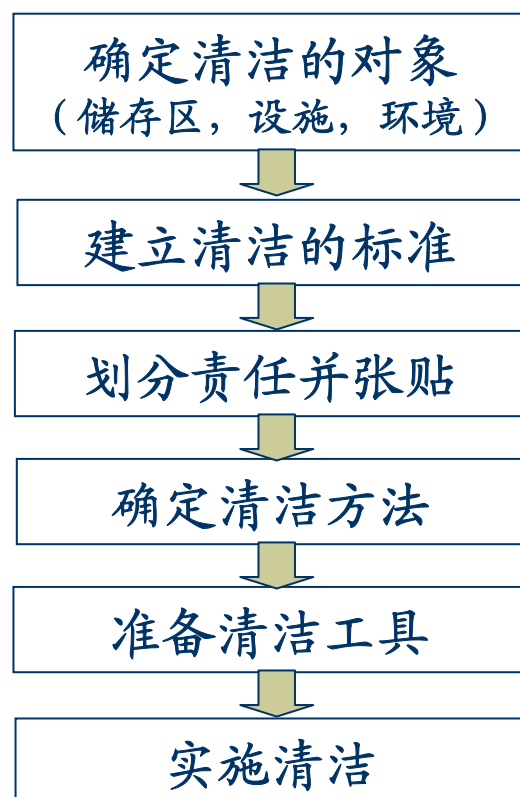 确定清洁的对象
（储存区，设施，环境）
建立清洁的标准
划分责任并张贴
确定清洁方法
准备清洁工具
实施清洁